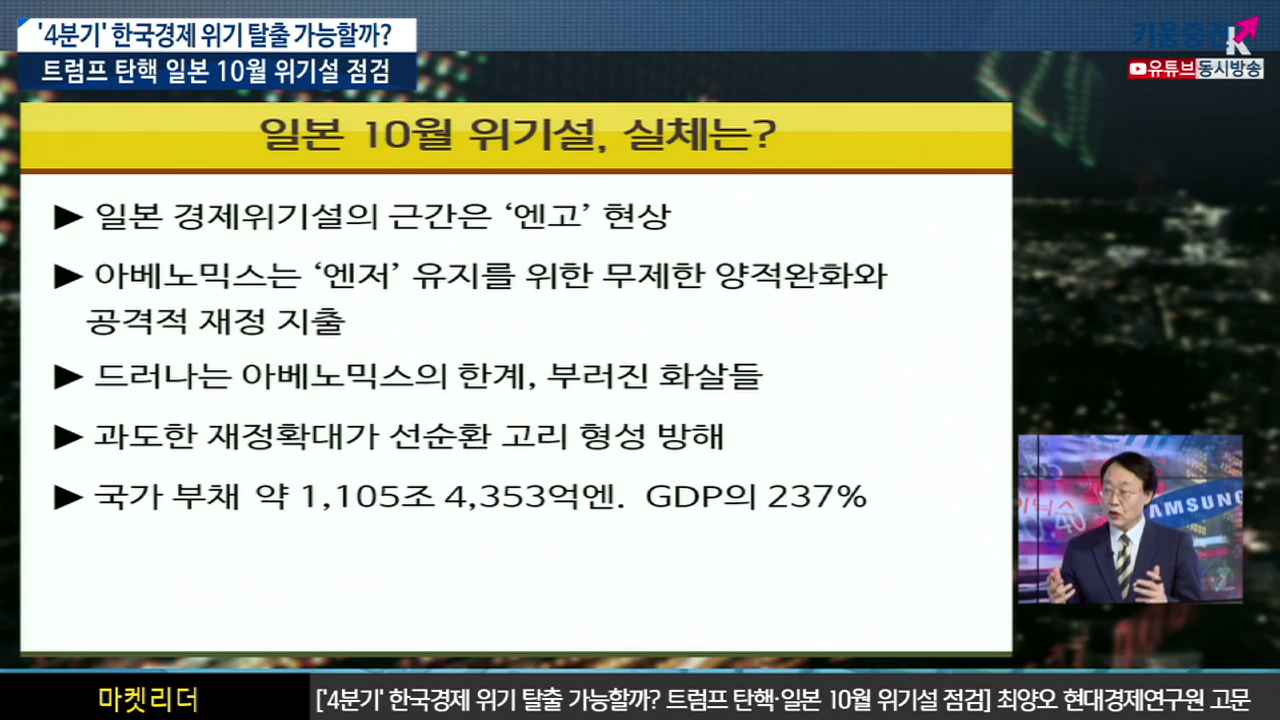 '4분기' 한국경제 위기 탈출 가능할까?
트럼프 탄핵 일본 10월 위기설 점검
키움증권
유튜브 동시방송
일본 10월 위기설, 실체는?
▶ 일본 경제위기설의 근간은 ‘엔고’ 현상
▶ 아베노믹스는 ‘엔저’ 유지를 위한 무제한 양적완화와
공격적 재정 지출
▶ 드러나는 아베노믹스의 한계, 부러진 화살들
▶ 과도한 재정확대가 선순환 고리 형성 방해
▶ 국가 부채 약 1,105조 4,353억엔. GDP의 237%
SAMSUNG
마켓리더
['4분기' 한국경제 위기 탈출 가능할까? 트럼프 탄핵·일본 10월 위기설 점검] 최양오 현대경제연구원 고문